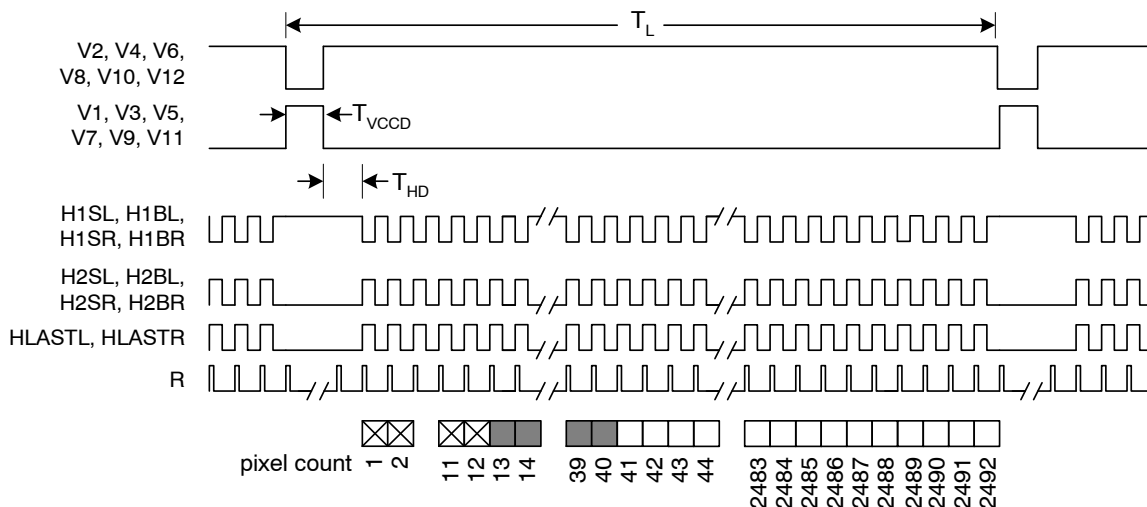 T_L
V2, V4, V6,
V8, V10, V12
V1, V3, V5,
V7, V9, V11
T_VCCD
T_HD
H1SL, H1BL,
H1SR, H1BR
H2SL, H2BL,
H2SR, H2BR
HLASTL, HLASTR
R
pixel count
1
2
11
12
13
14
39
40
41
42
43
44
2483
2484
2485
2486
2487
2488
2489
2490
2491
2492